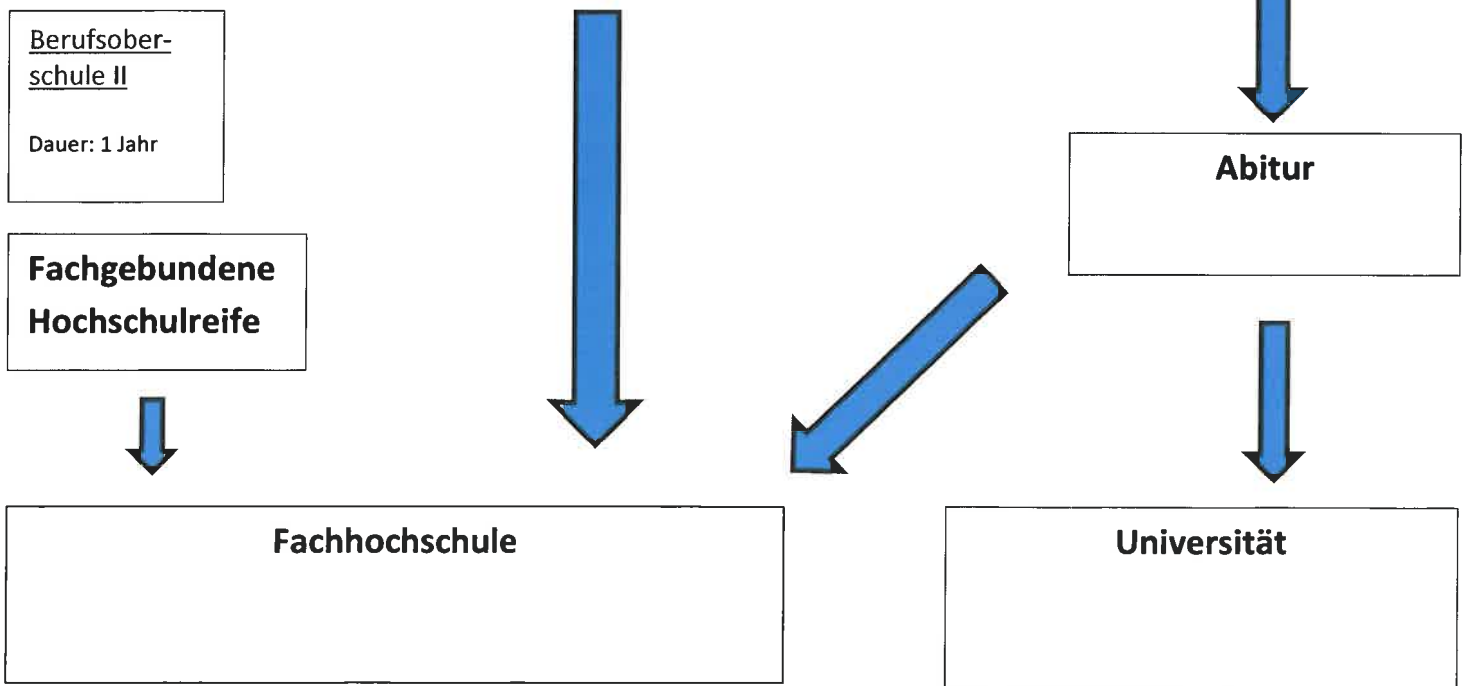 Berufsober-
schule II
Dauer: 1 Jahr
Abitur
Fachgebundene
Hochschulreife
Fachhochschule
Universität